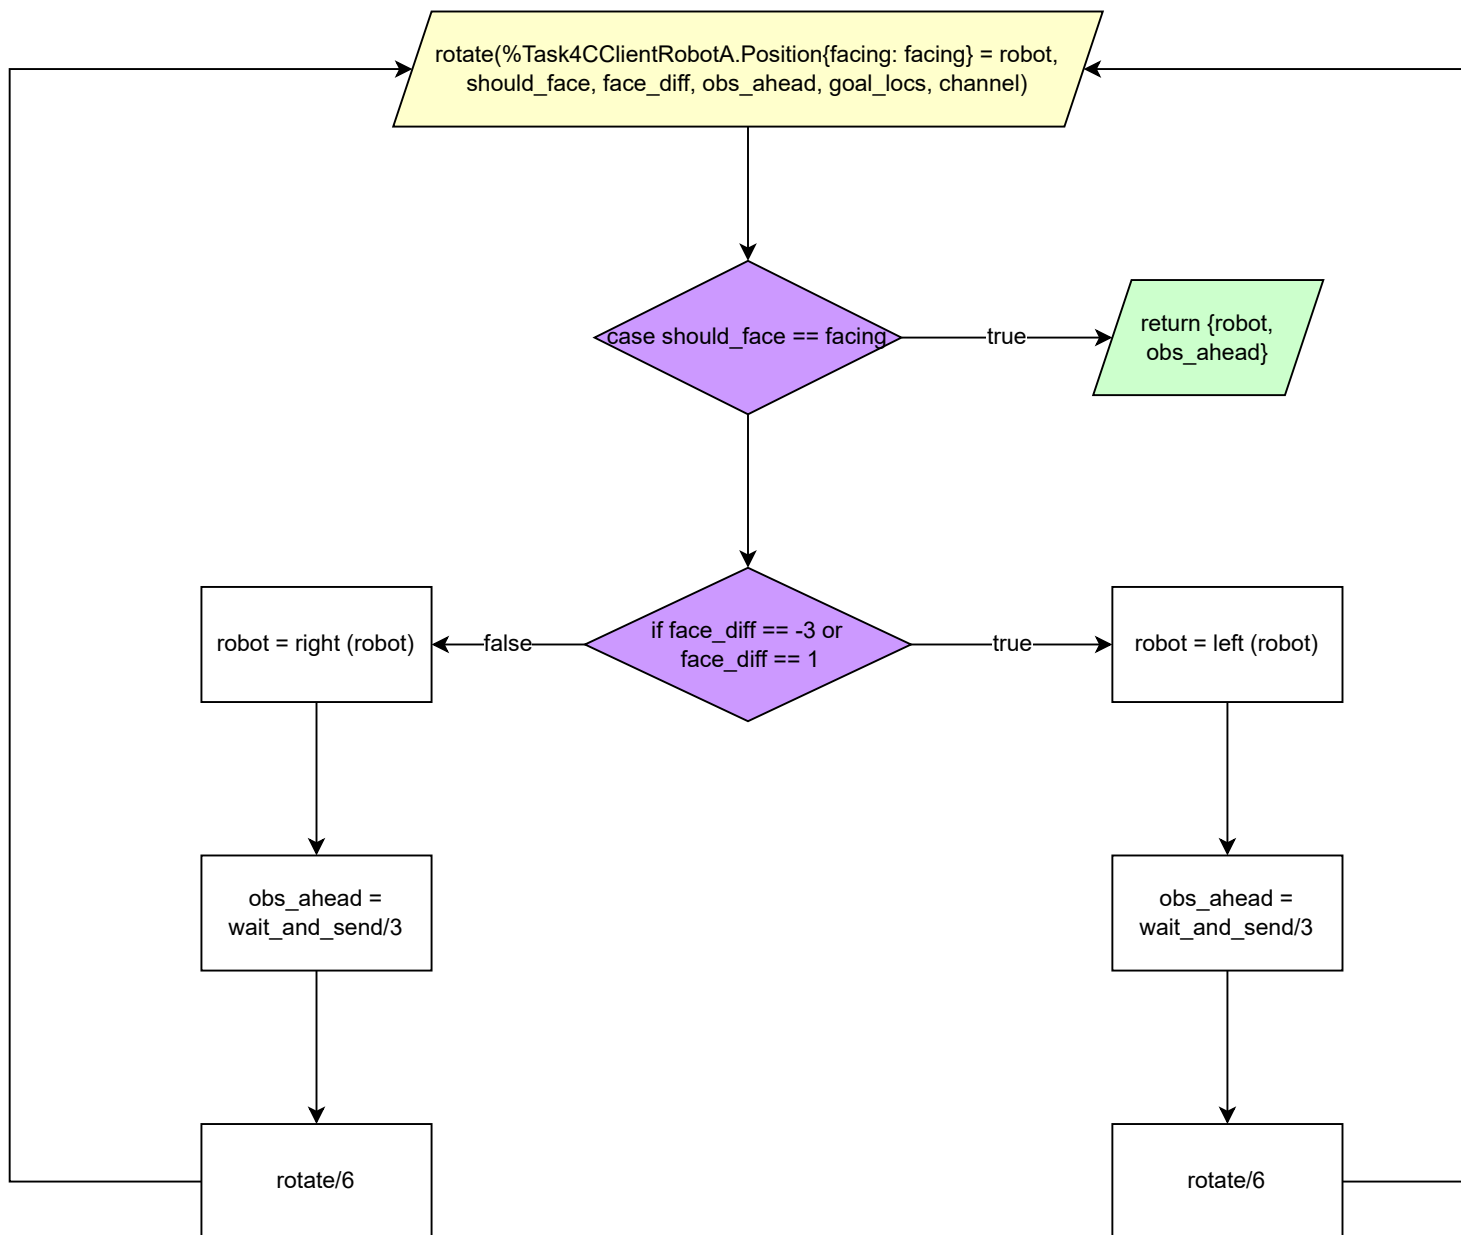 rotate(%Task4CClientRobotA.Position{facing: facing} = robot,
should_face, face_diff, obs_ahead, goal_locs, channel)
case should_face == facing
true
return {robot,
obs_ahead}
robot = right (robot)
false
if face_diff == -3 or
face_diff == 1
true
robot = left (robot)
obs_ahead =
wait_and_send/3
obs_ahead =
wait_and_send/3
rotate/6
rotate/6